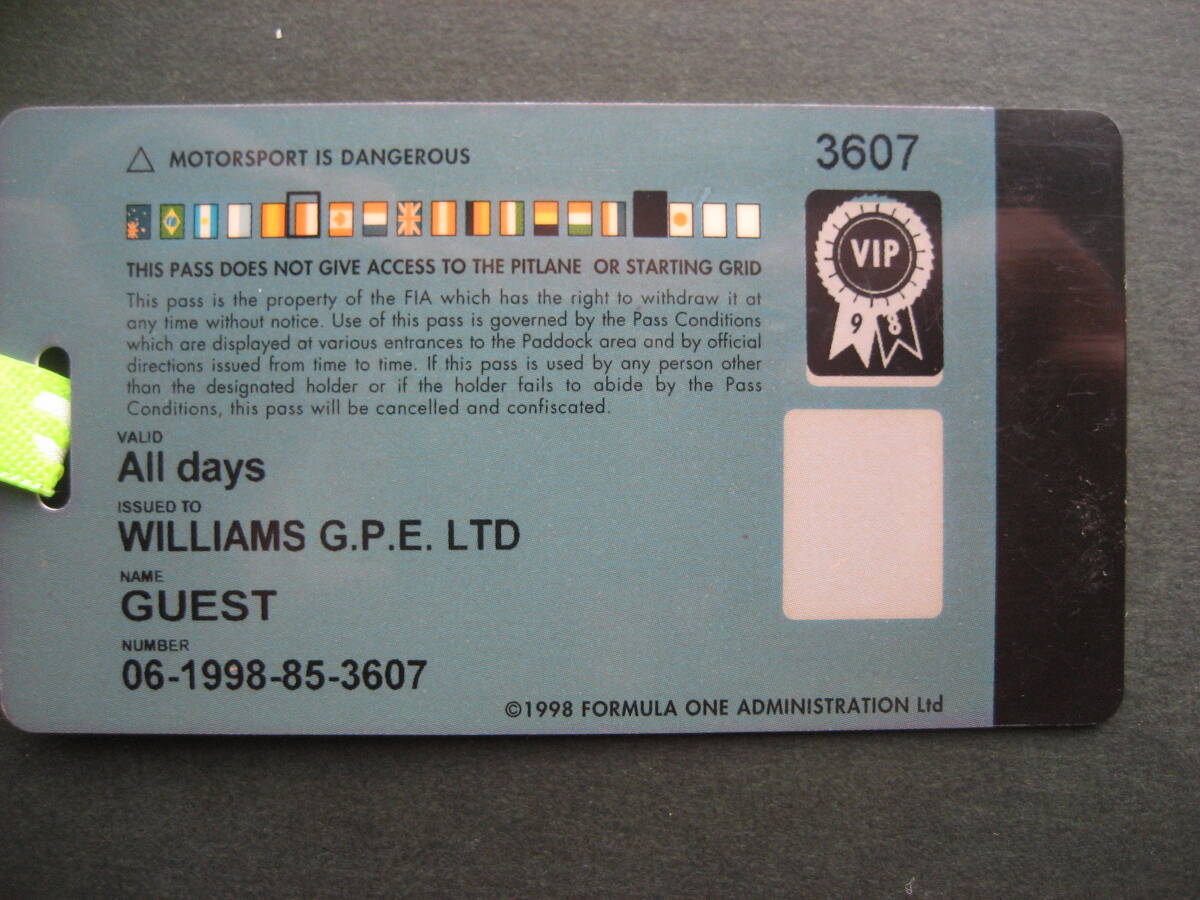 MOTORSPORT IS DANGEROUS
3607
THIS PASS DOES NOT GIVE ACCESS TO THE PITLANE OR STARTING GRID
This pass is the property of the FIA which has the right to withdraw it at
any time without notice. Use of this pass is governed by the Pass Conditions
which are displayed at various entrances to the Paddock area and by official
directions issued from time to time. If this pass is used by any person other
than the designated holder or if the holder fails to abide by the Pass
Conditions, this pass will be cancelled and confiscated.
VIP
9 8
VALID
All days
ISSUED TO
WILLIAMS G.P.E. LTD
NAME
GUEST
NUMBER
06-1998-85-3607
©1998 FORMULA ONE ADMINISTRATION Ltd